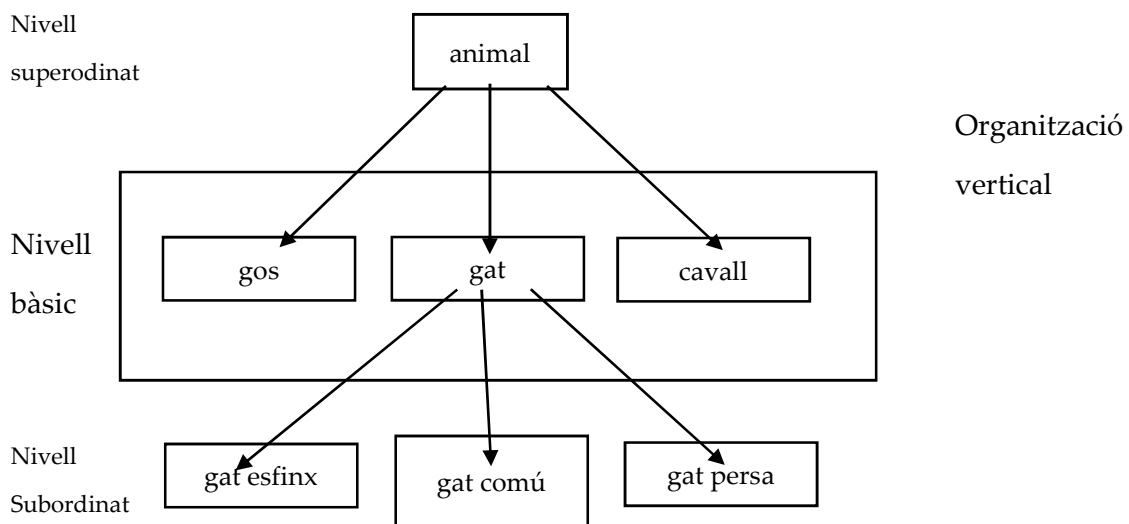 Nivell
superodinat
animal
Organització
vertical
Nivell
bàsic
gos
gat
cavall
Nivell
Subordinat
gat esfinx
gat comú
gat persa